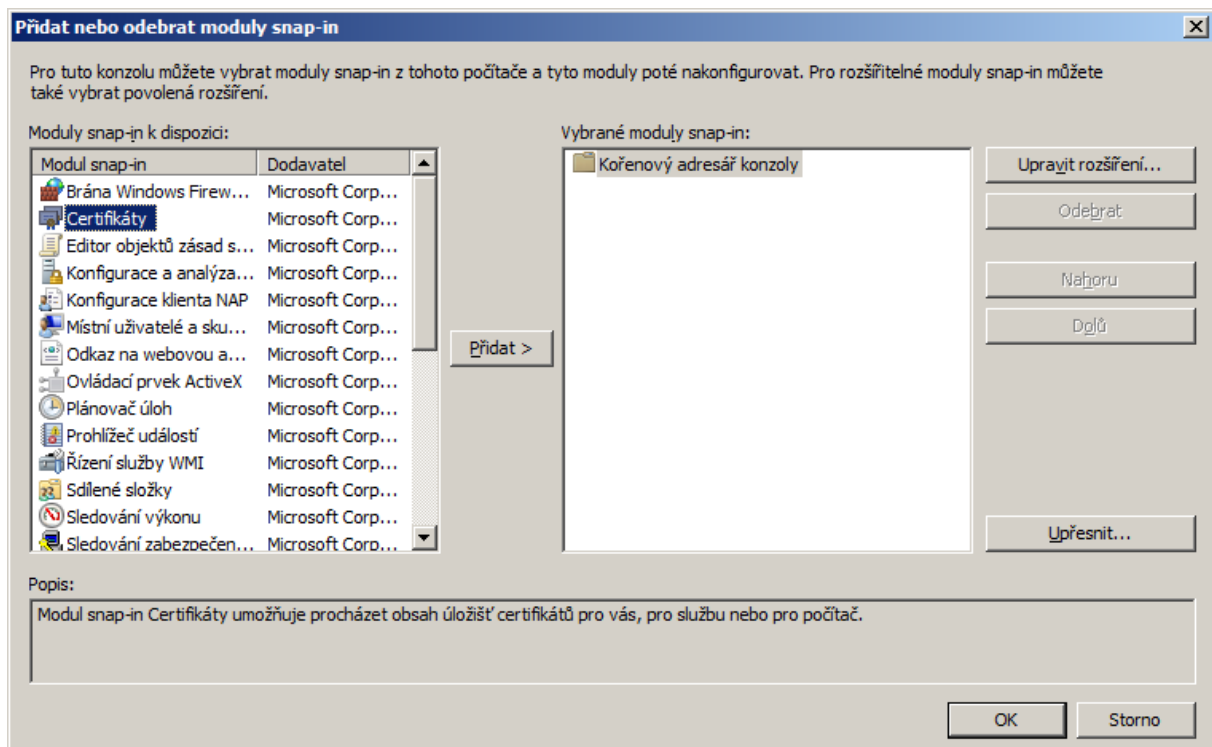 Přidat nebo odebrat moduly snap-in
Pro tuto konzolu můžete vybrat moduly snap-in z tohoto počítače a tyto moduly poté nakonfigurovat. Pro rozšířitelné moduly snap-in můžete
také vybrat povolená rozšíření.
Moduly snap-in k dispozici:
Modul snap-in Dodavatel
Brána Windows Firew... Microsoft Corp...
Certifikáty Microsoft Corp...
Editor objektů zásad s... Microsoft Corp...
Konfigurace a analýza... Microsoft Corp...
Konfigurace klienta NAP Microsoft Corp...
Místní uživatelé a sku... Microsoft Corp...
Odkaz na webovou a... Microsoft Corp...
Ovládací prvek ActiveX Microsoft Corp...
Plánovač úloh Microsoft Corp...
Prohlížeč událostí Microsoft Corp...
Řízení služby WMI Microsoft Corp...
Sdílené složky Microsoft Corp...
Sledování výkonu Microsoft Corp...
Sledování zabezpečen... Microsoft Corp...
Přidat >
Vybrané moduly snap-in:
Kořenový adresář konzoly
Upravit rozšíření...
Odebrat
Nahoru
Dolů
Upřesnit...
Popis:
Modul snap-in Certifikáty umožňuje procházet obsah úložišť certifikátů pro vás, pro službu nebo pro počítač.
OK
Storno